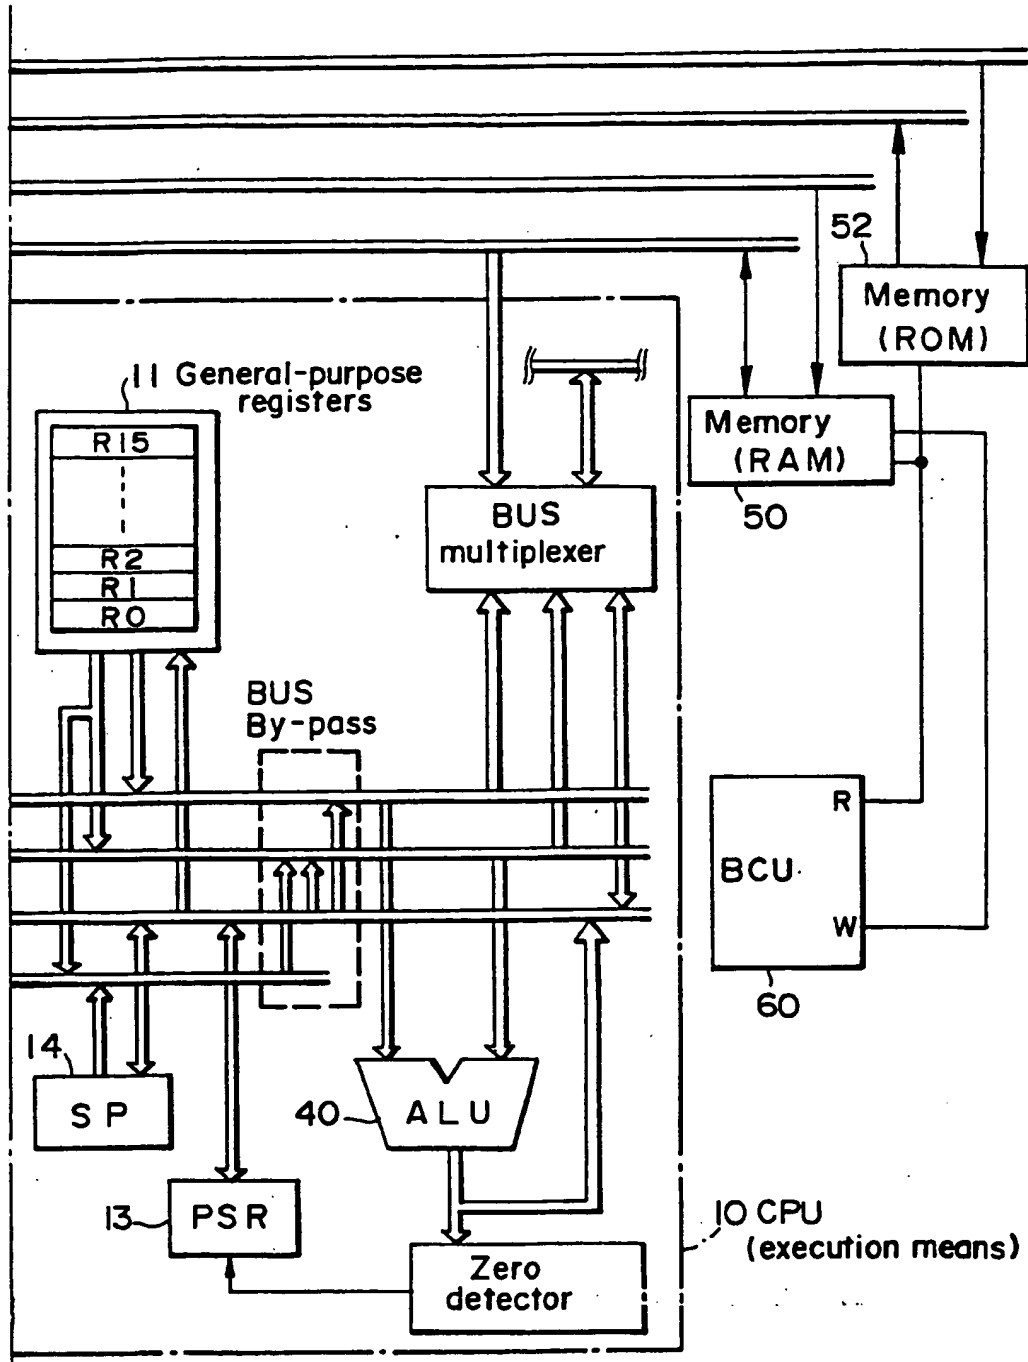 52
Memory
(ROM)
11 General-purpose
registers
R15
R2
R1
R0
Memory
(RAM)
50
BUS
multiplexer
BUS
By-pass
R
BCU
W
60
14
SP
40
ALU
13
PSR
10 CPU
(execution means)
Zero
detector